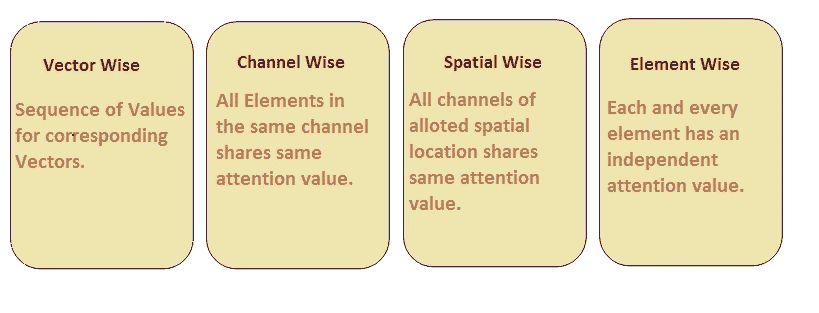 Vector Wise
Sequence of Values
for corresponding
Vectors.
Channel Wise
All Elements in
the same channel
shares same
attention value.
Spatial Wise
All channels of
alloted spatial
location shares
same attention
value.
Element Wise
Each and every
element has an
independent
attention value.